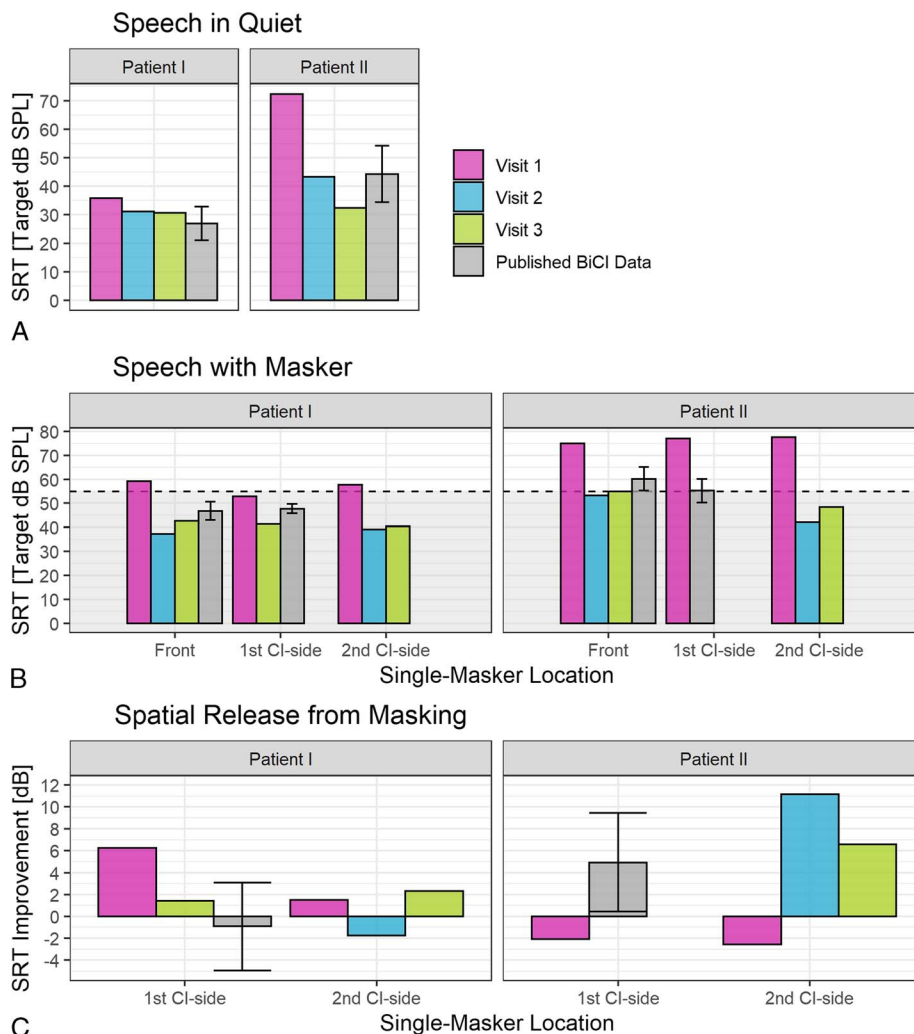 Speech in Quiet
Patient I
Patient II
SRT [Target dB SPL]
70
60
50
40
30
20
10
0
Visit 1
Visit 2
Visit 3
Published BiCI Data
A
Speech with Masker
Patient I
Patient II
SRT [Target dB SPL]
80
70
60
50
40
30
20
10
0
Front
1st CI-side
2nd CI-side
Front
1st CI-side
2nd CI-side
Single-Masker Location
B
Spatial Release from Masking
Patient I
Patient II
SRT Improvement [dB]
12
10
8
6
4
2
0
-2
-4
1st CI-side
2nd CI-side
1st CI-side
2nd CI-side
Single-Masker Location
C